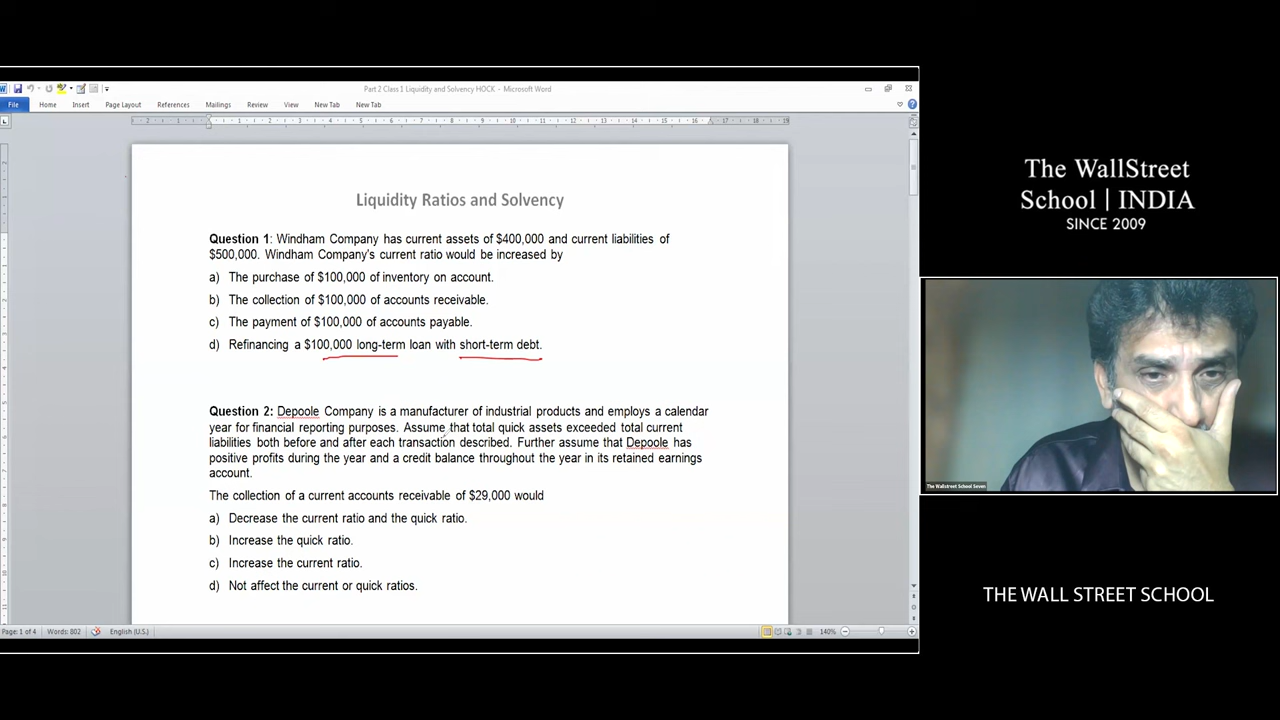 Part 2 Class 1 Liquidity and Solvency HOCK - Microsoft Word
File Home Insert Page Layout References Mailings Review View New Tab New Tab
Liquidity Ratios and Solvency
Question 1: Windham Company has current assets of $400,000 and current liabilities of
$500,000. Windham Company's current ratio would be increased by
a) The purchase of $100,000 of inventory on account.
b) The collection of $100,000 of accounts receivable.
c) The payment of $100,000 of accounts payable.
d) Refinancing a $100,000 long-term loan with short-term debt.
Question 2: Depoole Company is a manufacturer of industrial products and employs a calendar
year for financial reporting purposes. Assume that total quick assets exceeded total current
liabilities both before and after each transaction described. Further assume that Depoole has
positive profits during the year and a credit balance throughout the year in its retained earnings
account.
The collection of a current accounts receivable of $29,000 would
a) Decrease the current ratio and the quick ratio.
b) Increase the quick ratio.
c) Increase the current ratio.
d) Not affect the current or quick ratios.
Page: 1 of 4 Words: 802 English (U.S.) 140%
The WallStreet
School | INDIA
SINCE 2009
The Wallstreet School Seven
THE WALL STREET SCHOOL